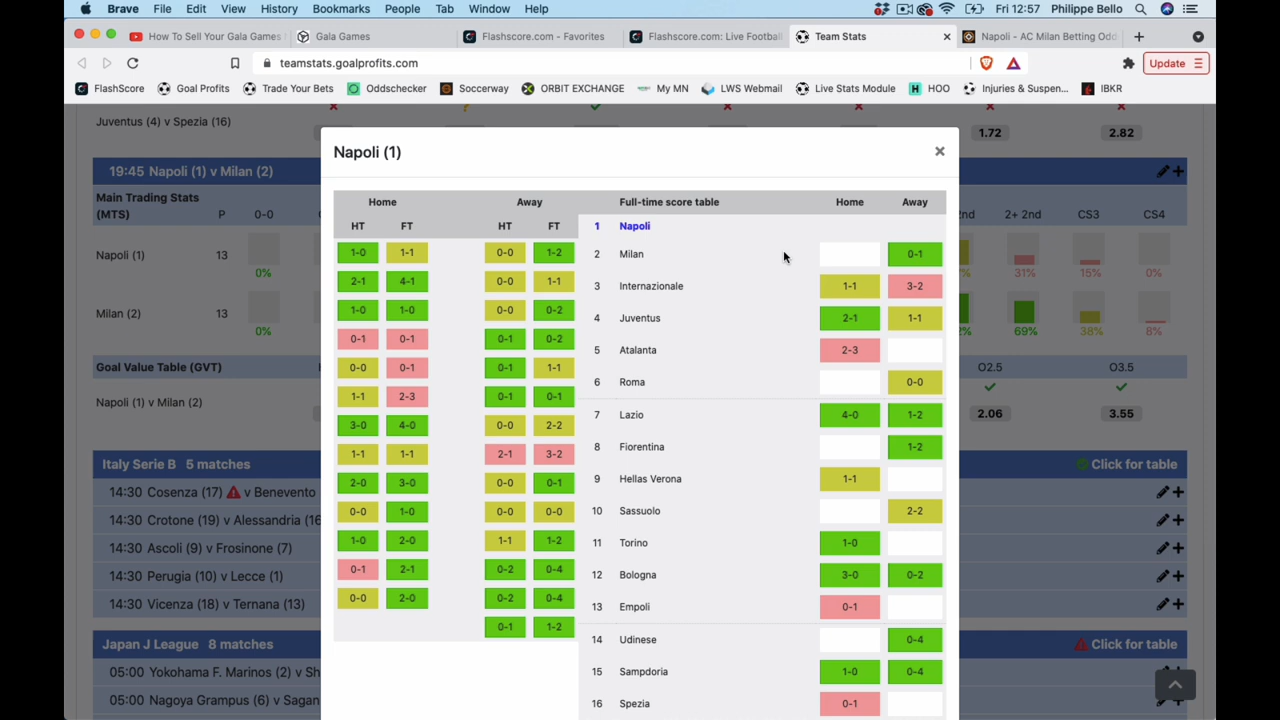 Brave File Edit View History Bookmarks People Tab Window Help Fri 12:57 Philippe Bello
How To Sell Your Gala Games Gala Games Flashscore.com - Favorites Flashscore.com: Live Football Team Stats Napoli - AC Milan Betting Odd
teamstats.goalprofits.com Update
FlashScore Goal Profits Trade Your Bets Oddschecker Soccerway ORBIT EXCHANGE My MN LWS Webmail Live Stats Module HOO Injuries & Suspen... IBKR
Juventus (4) v Spezia (16) 1.72 2.82
Napoli (1) ×
19:45 Napoli (1) v Milan (2)
Main Trading Stats
(MTS) P 0-0 2nd 2+ 2nd CS3 CS4
Napoli (1) 13 0% % 31% 15% 0%
Milan (2) 13 0% 2% 69% 38% 8%
Goal Value Table (GVT) O2.5 O3.5
Napoli (1) v Milan (2) 2.06 3.55
Italy Serie B 5 matches Click for table
14:30 Cosenza (17) v Benevento
14:30 Crotone (19) v Alessandria (16
14:30 Ascoli (9) v Frosinone (7)
14:30 Perugia (10) v Lecce (1)
14:30 Vicenza (18) v Ternana (13)
Japan J League 8 matches Click for table
05:00 Yokohama F. Marinos (2) v Sh
05:00 Nagoya Grampus (6) v Sagan
Home Away
HT FT HT FT
1-0 1-1 0-0 1-2
2-1 4-1 0-0 1-1
1-0 1-0 0-0 0-2
0-1 0-1 0-1 0-2
0-0 0-1 0-1 1-1
1-1 2-3 0-1 0-1
3-0 4-0 0-0 2-2
1-1 1-1 2-1 3-2
2-0 3-0 0-0 0-1
0-0 1-0 0-0 0-0
1-0 2-0 1-1 1-2
0-1 2-1 0-2 0-4
0-0 2-0 0-2 0-4
0-1 1-2
Full-time score table Home Away
1 Napoli
2 Milan 0-1
3 Internazionale 1-1 3-2
4 Juventus 2-1 1-1
5 Atalanta 2-3
6 Roma 0-0
7 Lazio 4-0 1-2
8 Fiorentina 1-2
9 Hellas Verona 1-1
10 Sassuolo 2-2
11 Torino 1-0
12 Bologna 3-0 0-2
13 Empoli 0-1
14 Udinese 0-4
15 Sampdoria 1-0 0-4
16 Spezia 0-1